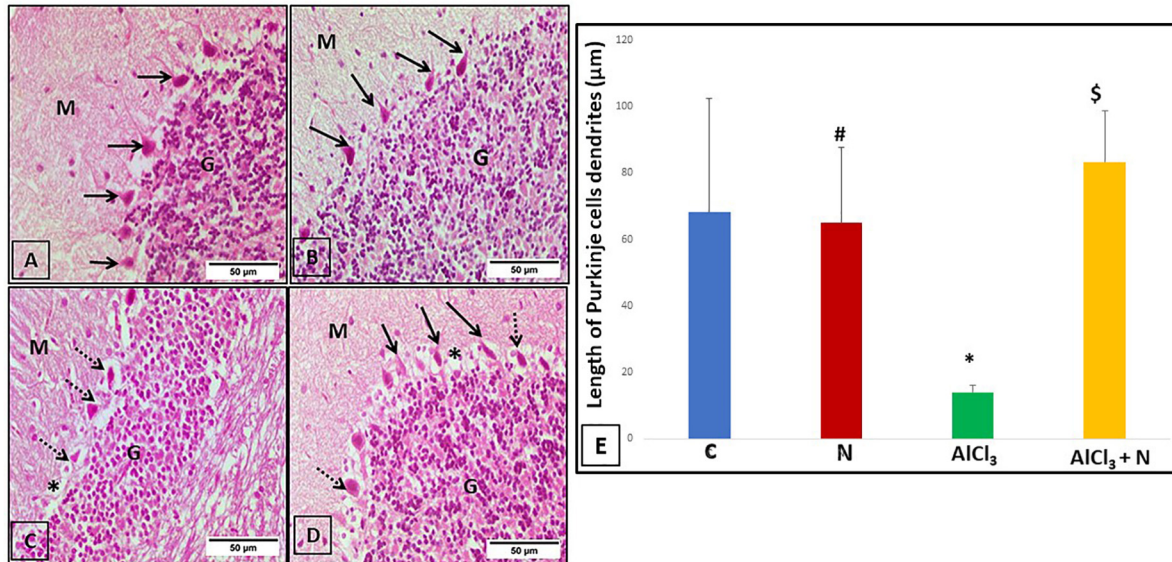 M
G
A
50 µm
M
G
B
50 µm
M
G
*
C
50 µm
M
*
G
D
50 µm
Length of Purkinje cells dendrites (µm)
120
100
80
60
40
20
0
#
*
$
C
N
AlCl₃
AlCl₃ + N
E